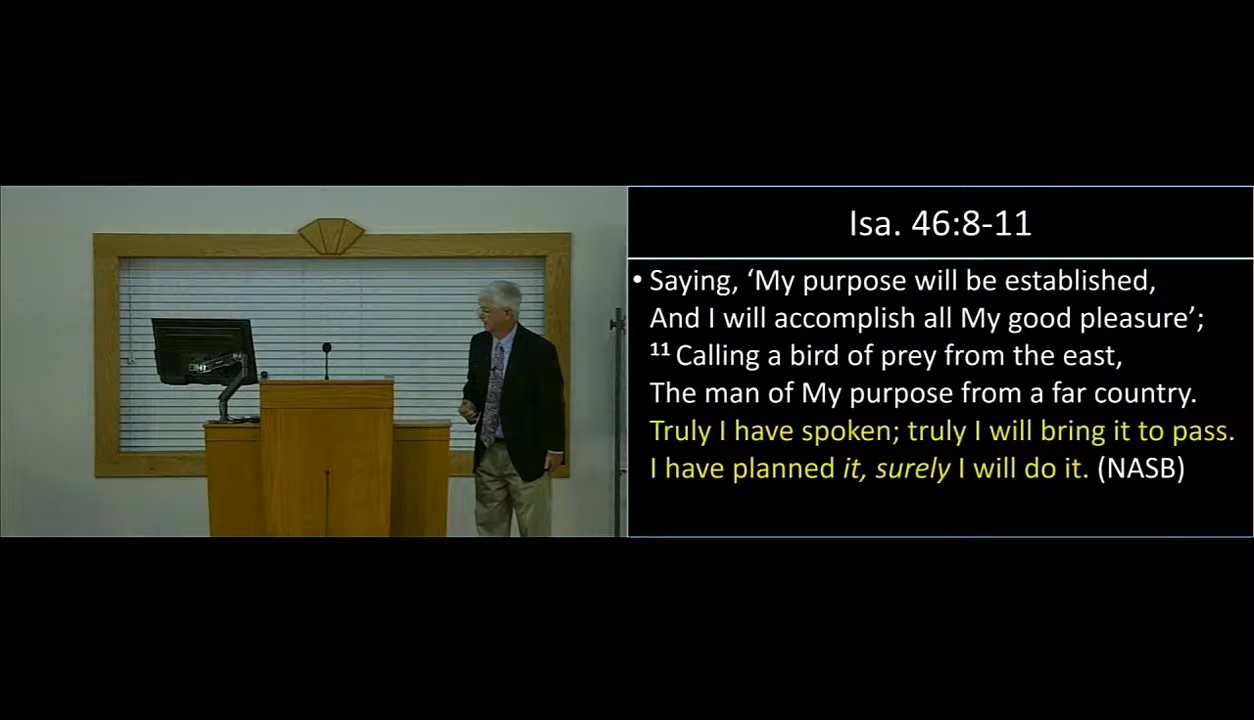 Isa. 46:8-11
• Saying, ‘My purpose will be established,
And I will accomplish all My good pleasure’;
¹¹ Calling a bird of prey from the east,
The man of My purpose from a far country.
Truly I have spoken; truly I will bring it to pass.
I have planned it, surely I will do it. (NASB)